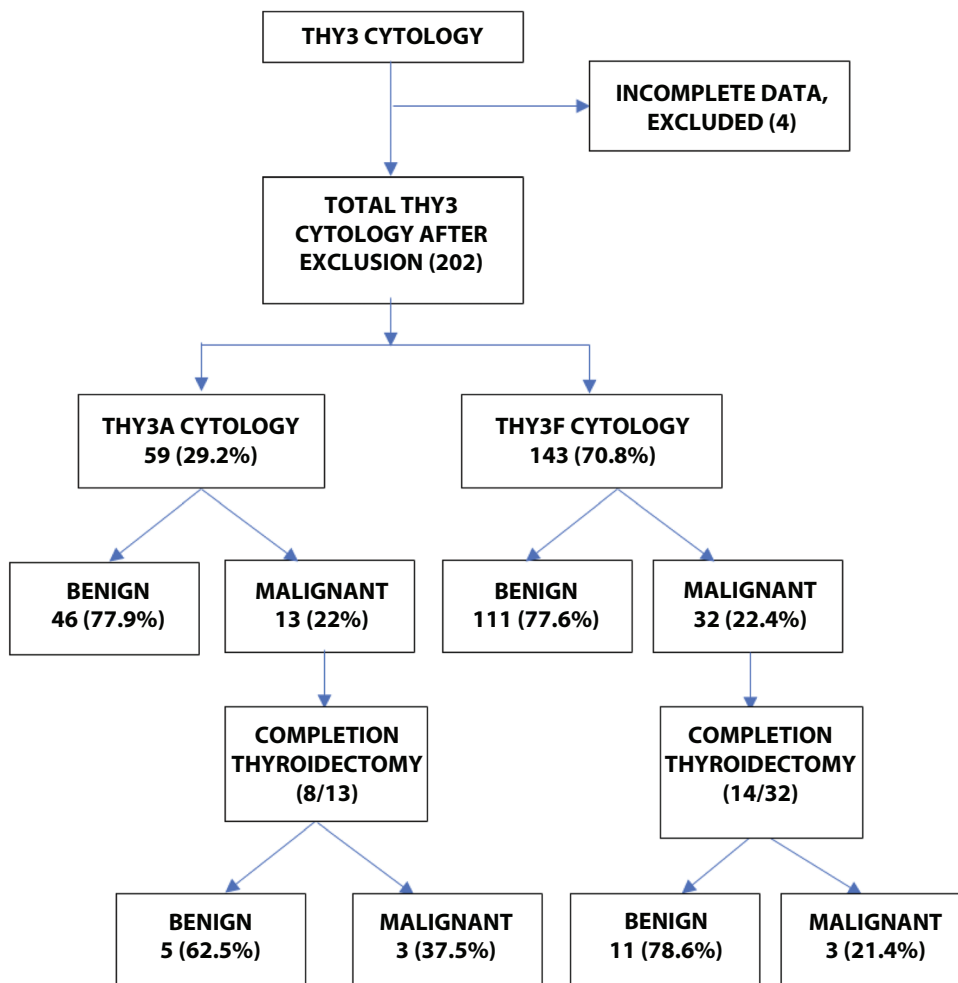 THY3 CYTOLOGY
INCOMPLETE DATA,
EXCLUDED (4)
TOTAL THY3
CYTOLOGY AFTER
EXCLUSION (202)
THY3A CYTOLOGY
59 (29.2%)
THY3F CYTOLOGY
143 (70.8%)
BENIGN
46 (77.9%)
MALIGNANT
13 (22%)
BENIGN
111 (77.6%)
MALIGNANT
32 (22.4%)
COMPLETION
THYROIDECTOMY
(8/13)
COMPLETION
THYROIDECTOMY
(14/32)
BENIGN
5 (62.5%)
MALIGNANT
3 (37.5%)
BENIGN
11 (78.6%)
MALIGNANT
3 (21.4%)